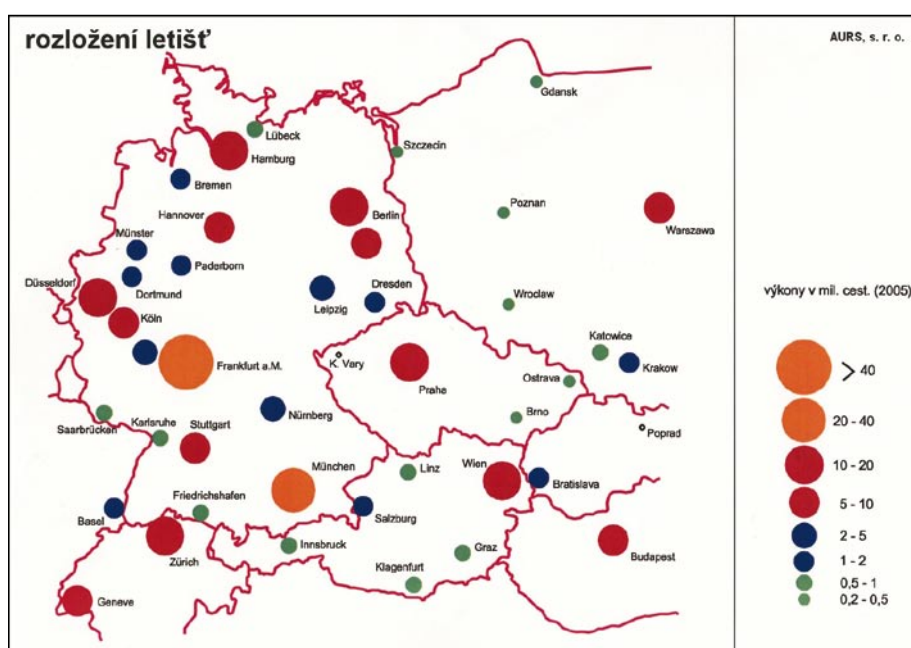 rozložení letišť
AURS, s. r. o.
Gdansk
Lübeck
Hamburg
Szczecin
Bremen
Hannover
Berlin
Poznan
Warszawa
Münster
Paderborn
Dortmund
Düsseldorf
Köln
Leipzig
Dresden
Wroclaw
Katowice
Krakow
Frankfurt a.M.
K. Vary
Praha
Ostrava
Brno
Poprad
Saarbrücken
Karlsruhe
Stuttgart
Nürnberg
München
Linz
Wien
Bratislava
Friedrichshafen
Basel
Salzburg
Zürich
Innsbruck
Graz
Klagenfurt
Budapest
Geneve
výkony v mil. cest. (2005)
> 40
20 - 40
10 - 20
5 - 10
2 - 5
1 - 2
0,5 - 1
0,2 - 0,5